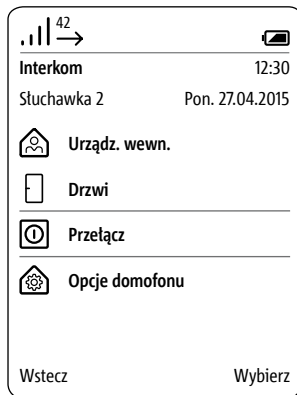 42
Interkom 12:30
Słuchawka 2 Pon. 27.04.2015
Urządz. wewn.
Drzwi
Przełącz
Opcje domofonu
Wstecz Wybierz